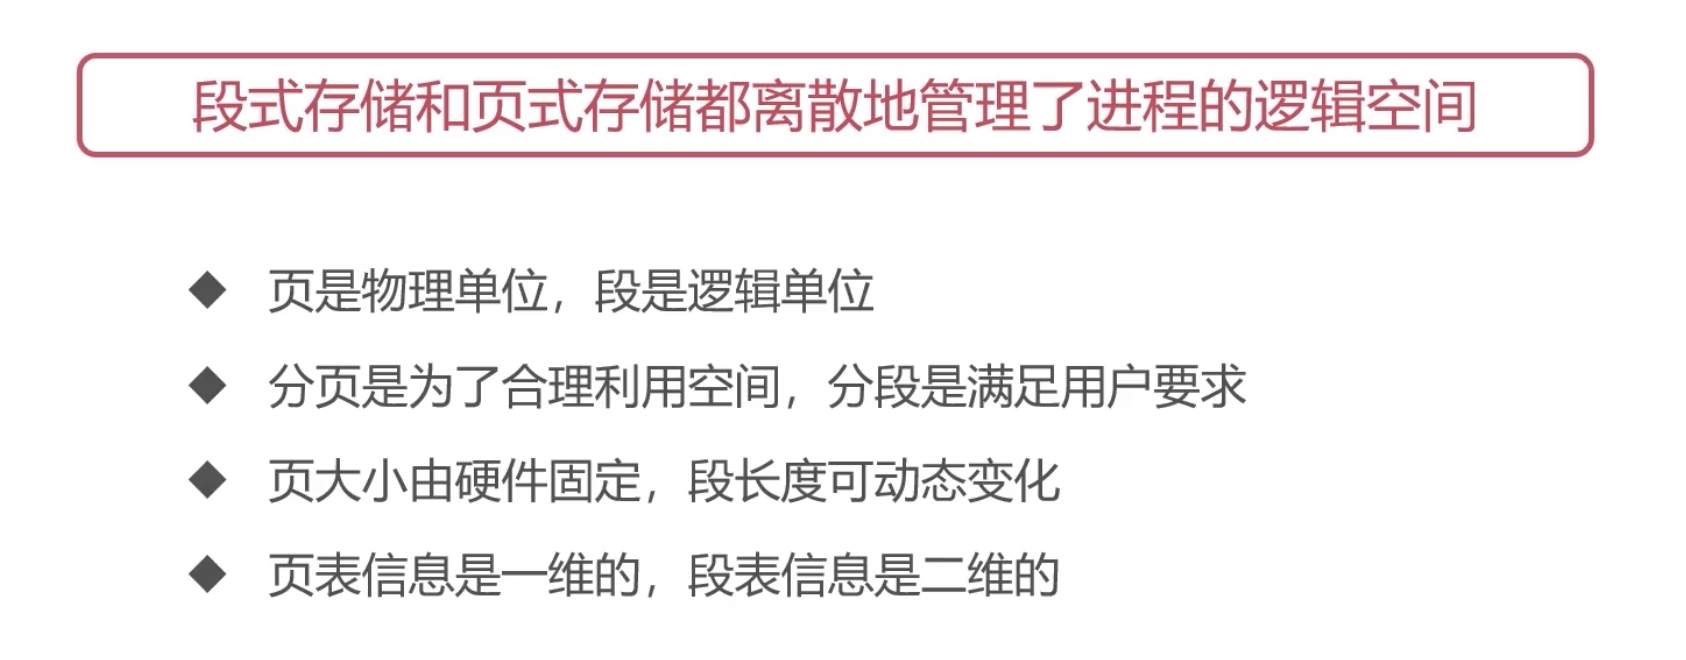 段式存储和页式存储都离散地管理了进程的逻辑空间
◆ 页是物理单位，段是逻辑单位
◆ 分页是为了合理利用空间，分段是满足用户要求
◆ 页大小由硬件固定，段长度可动态变化
◆ 页表信息是一维的，段表信息是二维的